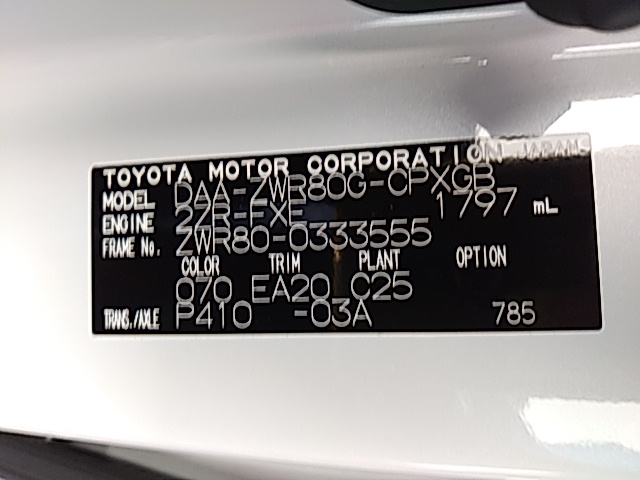 TOYOTA MOTOR CORPORATION JAPAN
MODEL DAA-ZWR80G-CPXGB
ENGINE 2ZR-FXE 1797 mL
FRAME No. ZWR80-0333555
COLOR TRIM PLANT OPTION
070 EA20 C25
TRANS./AXLE P410 -03A 785